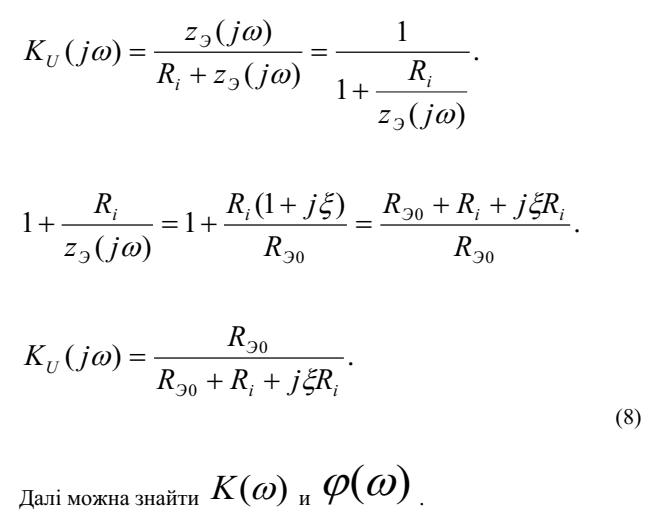 K_U(jω) = z_Э(jω) / (R_i + z_Э(jω)) = 1 / (1 + R_i / z_Э(jω)).
1 + R_i / z_Э(jω) = 1 + R_i(1 + jξ) / R_Э0 = (R_Э0 + R_i + jξR_i) / R_Э0.
K_U(jω) = R_Э0 / (R_Э0 + R_i + jξR_i).
(8)
Далі можна знайти K(ω) и φ(ω) .